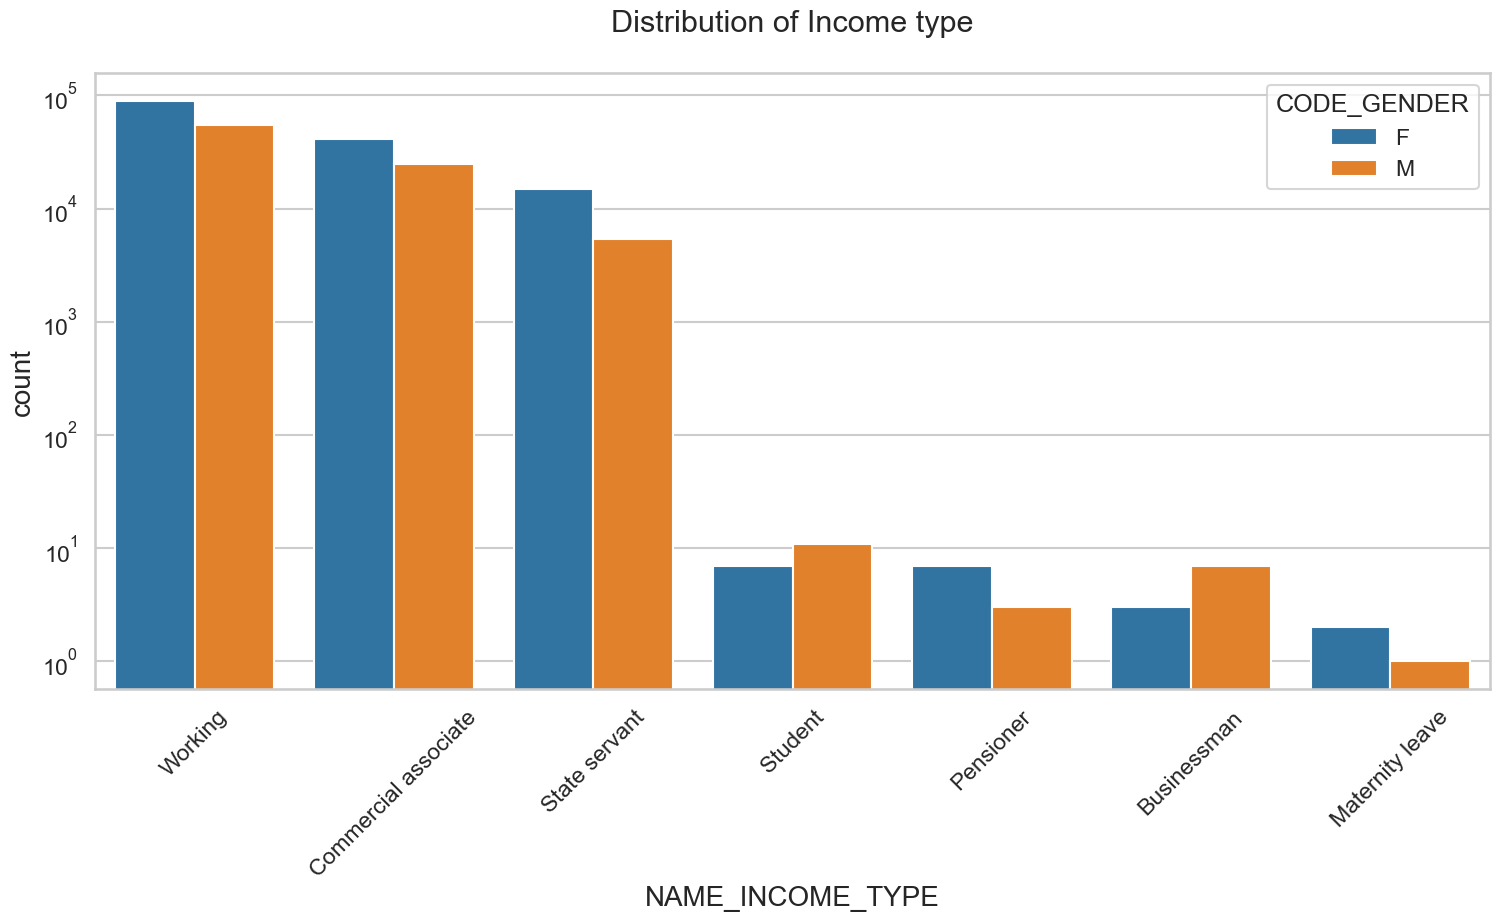 Distribution of Income type
CODE_GENDER
F
M
count
10^5
10^4
10^3
10^2
10^1
10^0
Working
Commercial associate
State servant
Student
Pensioner
Businessman
Maternity leave
NAME_INCOME_TYPE